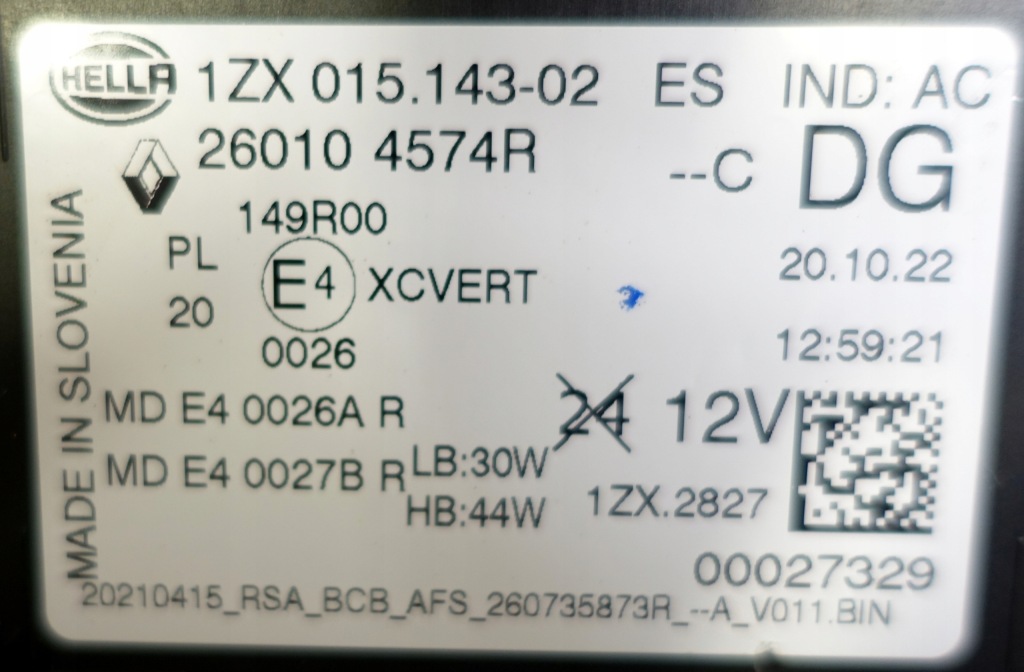 HELLA 1ZX 015.143-02 ES IND: AC
26010 4574R --C DG
149R00
PL E4 XCVERT 20.10.22
20
0026 12:59:21
MD E4 0026A R 24 12V
MD E4 0027B R LB:30W
HB:44W 1ZX.2827
00027329
20210415_RSA_BCB_AFS_260735873R_--A_V011.BIN
MADE IN SLOVENIA